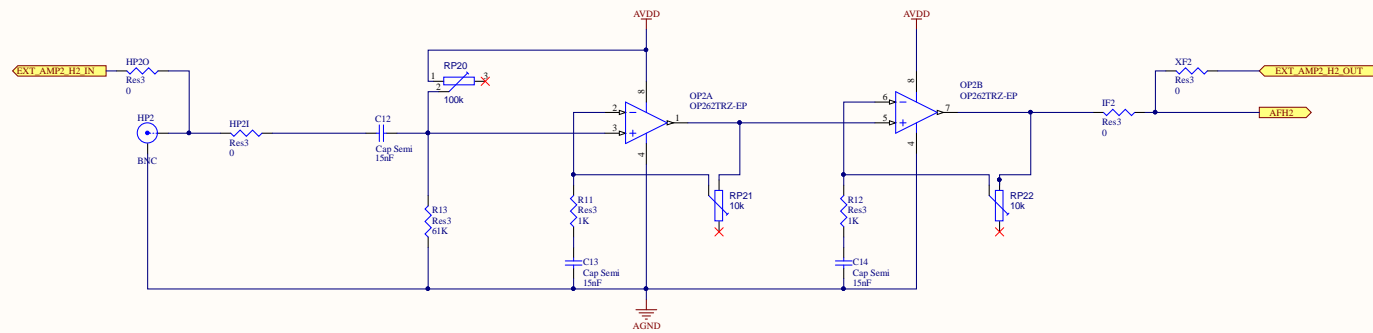 AVDD
AVDD
EXT_AMP2_H2_IN
HP2O
Res3
0
HP2
BNC
HP2I
Res3
0
C12
Cap Semi
15nF
RP20
1
2
3
100k
R13
Res3
61K
OP2A
OP262TRZ-EP
8
2
3
1
4
R11
Res3
1K
C13
Cap Semi
15nF
RP21
10k
OP2B
OP262TRZ-EP
8
6
5
7
4
R12
Res3
1K
C14
Cap Semi
15nF
RP22
10k
IF2
Res3
0
XF2
Res3
0
EXT_AMP2_H2_OUT
AFH2
AGND